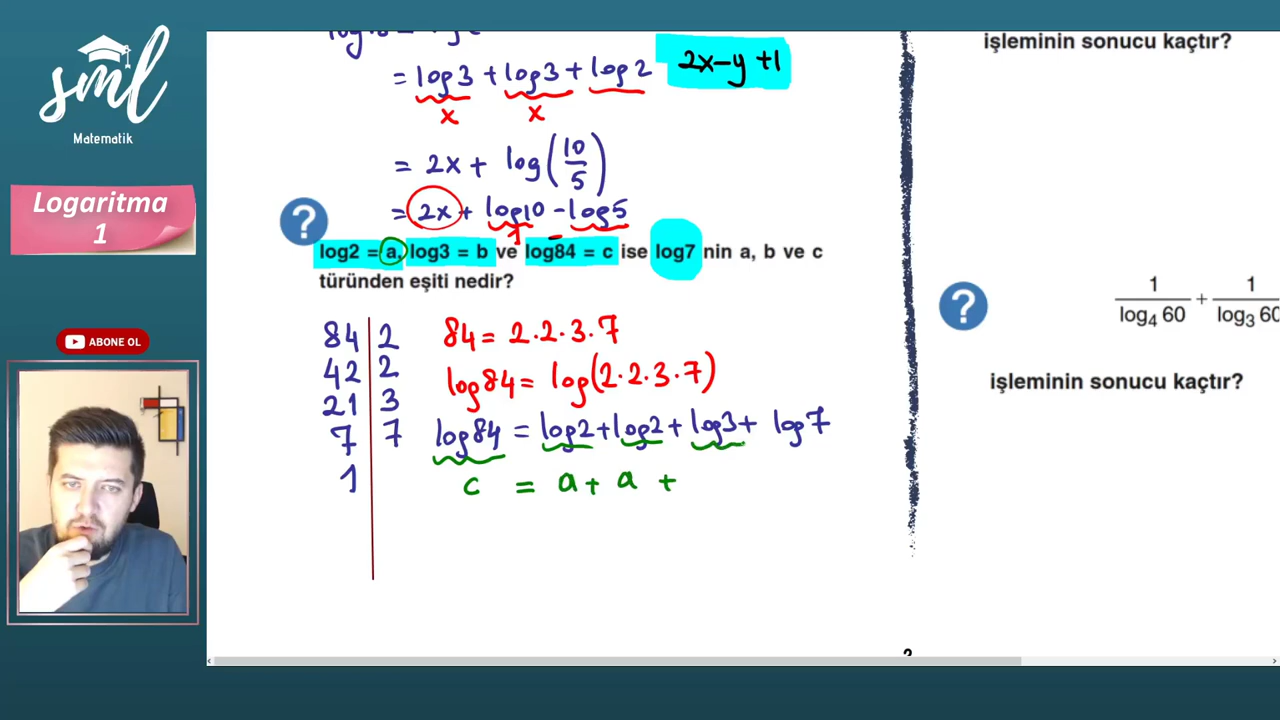 sml
Matematik
Logaritma
1
ABONE OL
= log3 + log3 + log2
x x
2x-y+1
= 2x + log(10/5)
= 2x + log10 - log5
1
?
log2 = a, log3 = b ve log84 = c ise log7 nin a, b ve c
türünden eşiti nedir?
84 | 2
42 | 2
21 | 3
7 | 7
1
84 = 2·2·3·7
log84 = log(2·2·3·7)
log84 = log2+log2+log3+ log7
c = a + a +
işleminin sonucu kaçtır?
?
1/log₄ 60 + 1/log₃ 60
işleminin sonucu kaçtır?